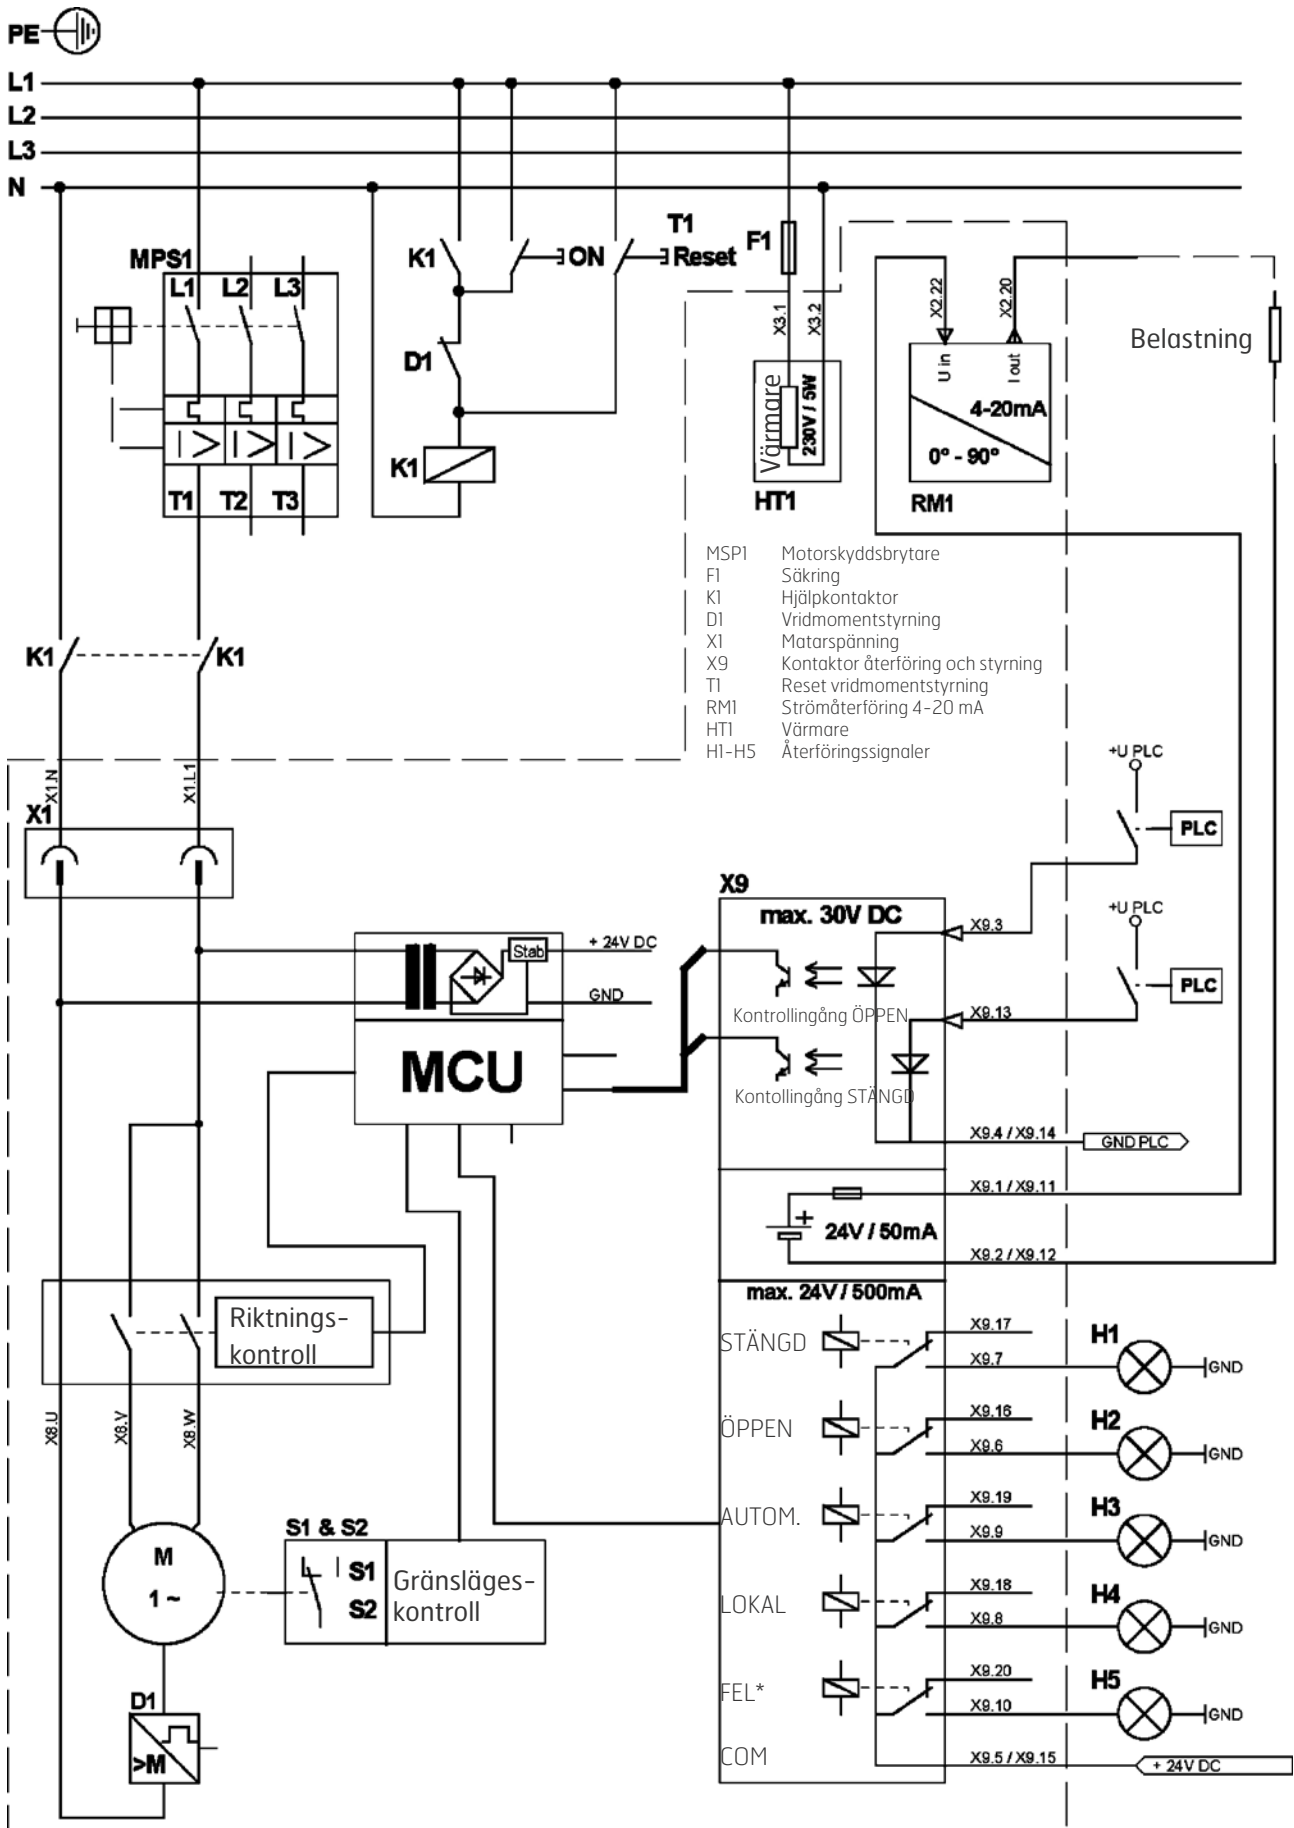 PE
L1
L2
L3
N
MPS1
L1 L2 L3
T1 T2 T3
K1
ON
T1
Reset
D1
K1
F1
X3.1
X3.2
Värmare
230V / 5W
HT1
X2.22
X2.20
U in
I out
4-20mA
0° - 90°
RM1
Belastning
MSP1 Motorskyddsbrytare
F1 Säkring
K1 Hjälpkontaktor
D1 Vridmomentstyrning
X1 Matarspänning
X9 Kontaktor återföring och styrning
T1 Reset vridmomentstyrning
RM1 Strömåterföring 4-20 mA
HT1 Värmare
H1-H5 Återföringssignaler
K1
K1
X1.N
X1.L1
X1
+U PLC
PLC
+U PLC
PLC
Stab
+ 24V DC
GND
MCU
X9
max. 30V DC
X9.3
Kontrollingång ÖPPEN
X9.13
Kontollingång STÄNGD
X9.4 / X9.14
GND PLC
X9.1 / X9.11
+
24V / 50mA
X9.2 / X9.12
max. 24V / 500mA
Riktnings-
kontroll
X8.U
X8.V
X8.W
M
1 ~
S1 & S2
S1
S2
Gränslåges-
kontroll
D1
>M
STÄNGD
X9.17
X9.7
H1
GND
ÖPPEN
X9.16
X9.6
H2
GND
AUTOM.
X9.19
X9.9
H3
GND
LOKAL
X9.18
X9.8
H4
GND
FEL*
X9.20
X9.10
H5
GND
COM
X9.5 / X9.15
+ 24V DC